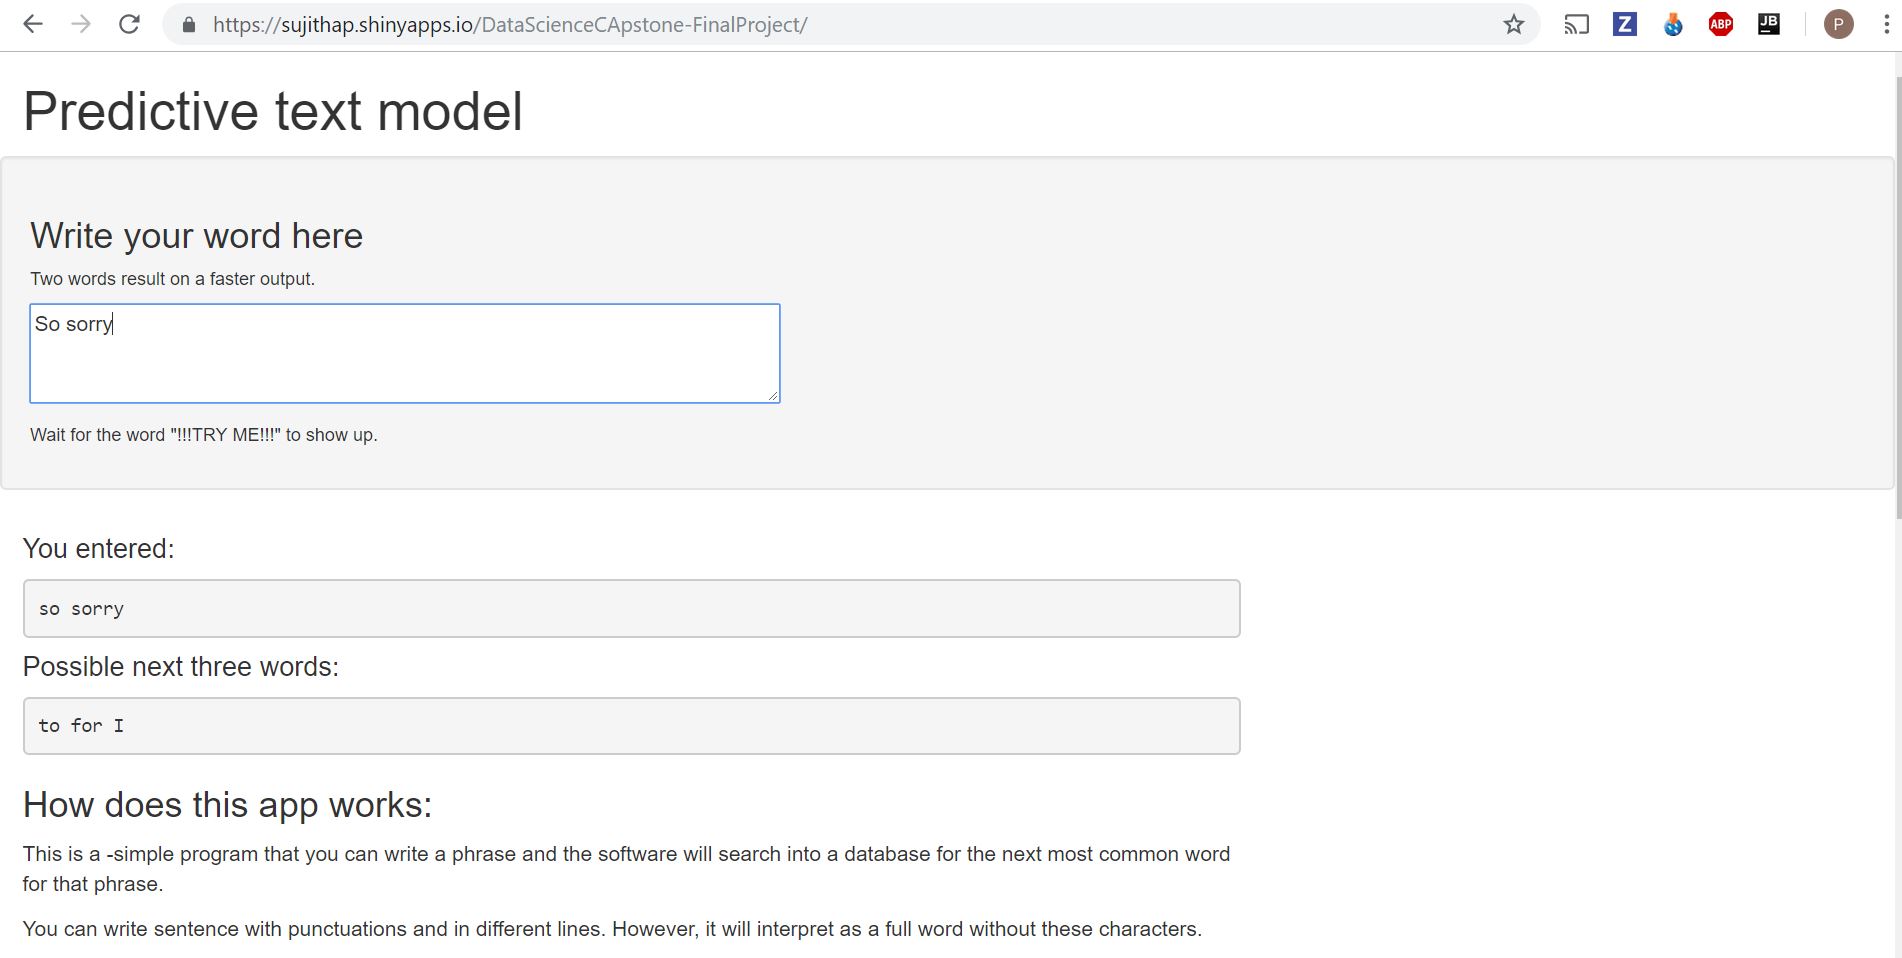 https://sujithap.shinyapps.io/DataScienceCApstone-FinalProject/
Z
ABP
JB
P
Predictive text model
Write your word here
Two words result on a faster output.
So sorry
Wait for the word "!!!TRY ME!!!" to show up.
You entered:
so sorry
Possible next three words:
to for I
How does this app works:
This is a -simple program that you can write a phrase and the software will search into a database for the next most common word
for that phrase.
You can write sentence with punctuations and in different lines. However, it will interpret as a full word without these characters.